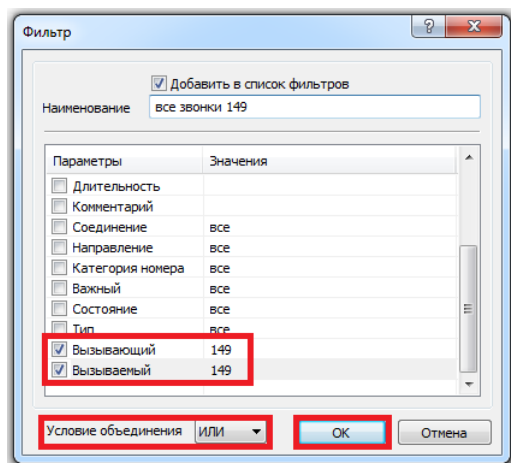 Фильтр
Добавить в список фильтров
Наименование все звонки 149
Параметры Значения
Длительность
Комментарий
Соединение все
Направление все
Категория номера все
Важный все
Состояние все
Тип все
Вызывающий 149
Вызываемый 149
Условие объединения ИЛИ OK Отмена